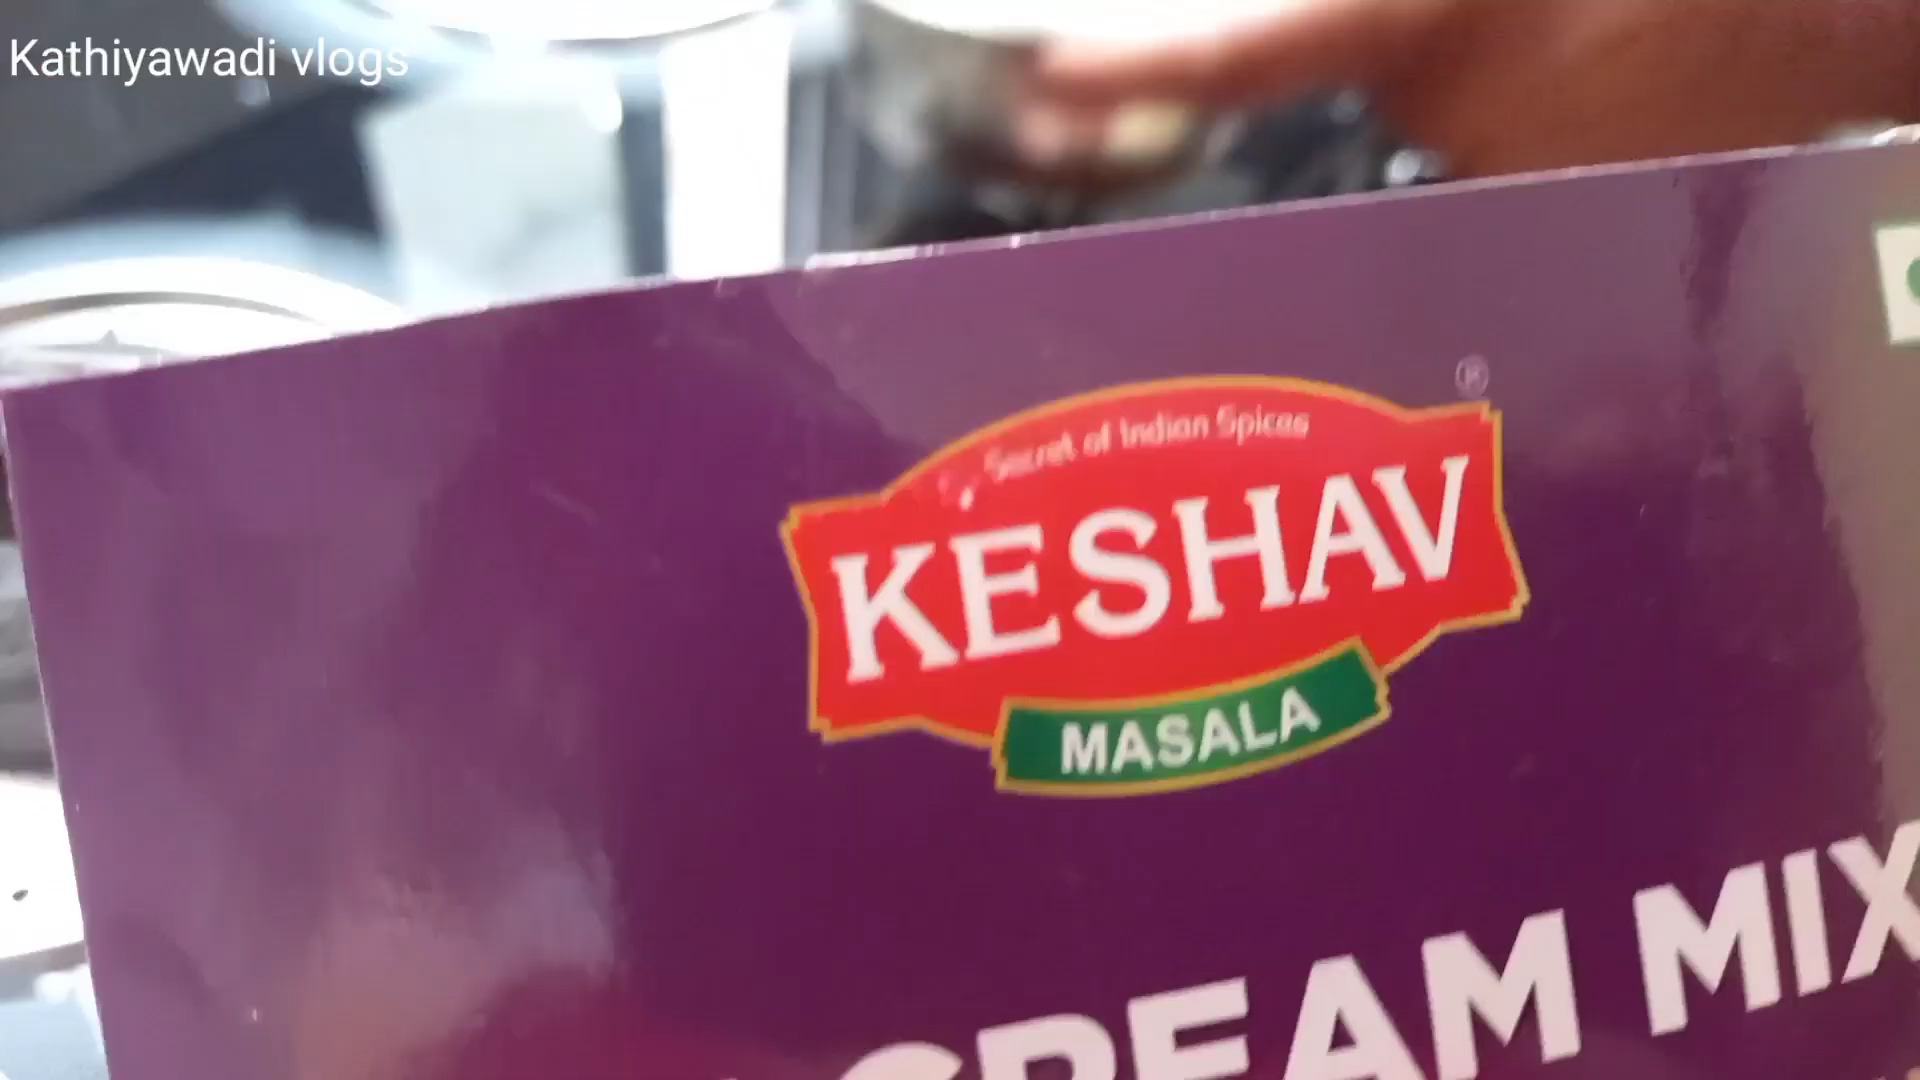 Kathiyawadi vlogs
®
Secret of Indian Spices
KESHAV
MASALA
CREAM MIX